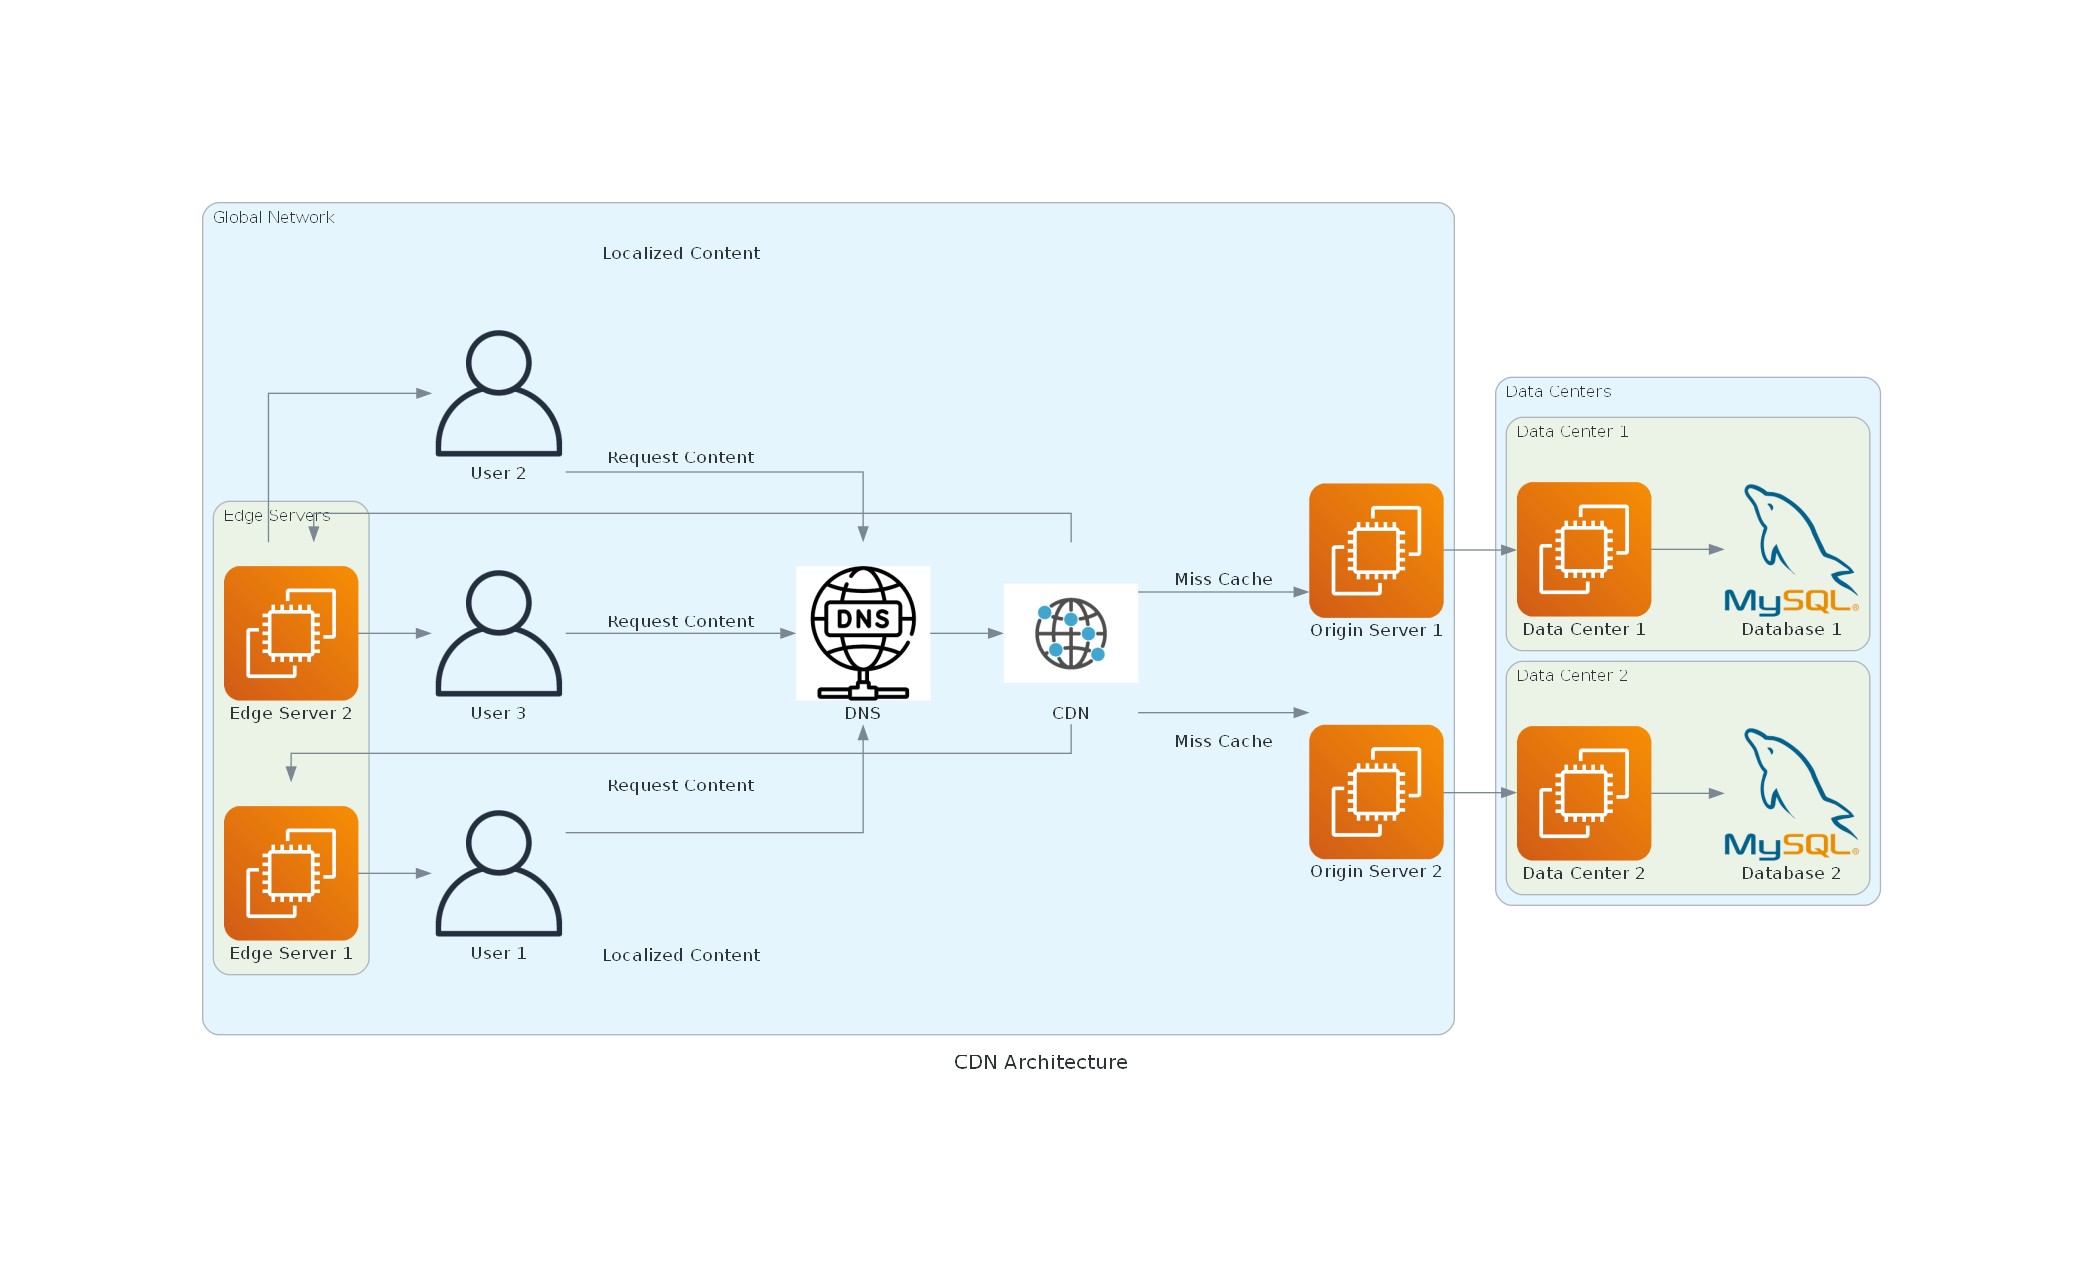 Global Network
Localized Content
Data Centers
Data Center 1
Request Content
User 2
Edge Servers
Miss Cache
Request Content
DNS
MySQL®
Origin Server 1
Data Center 1
Database 1
Data Center 2
Edge Server 2
User 3
DNS
CDN
Miss Cache
Request Content
MySQL®
Origin Server 2
Data Center 2
Database 2
Edge Server 1
User 1
Localized Content
CDN Architecture